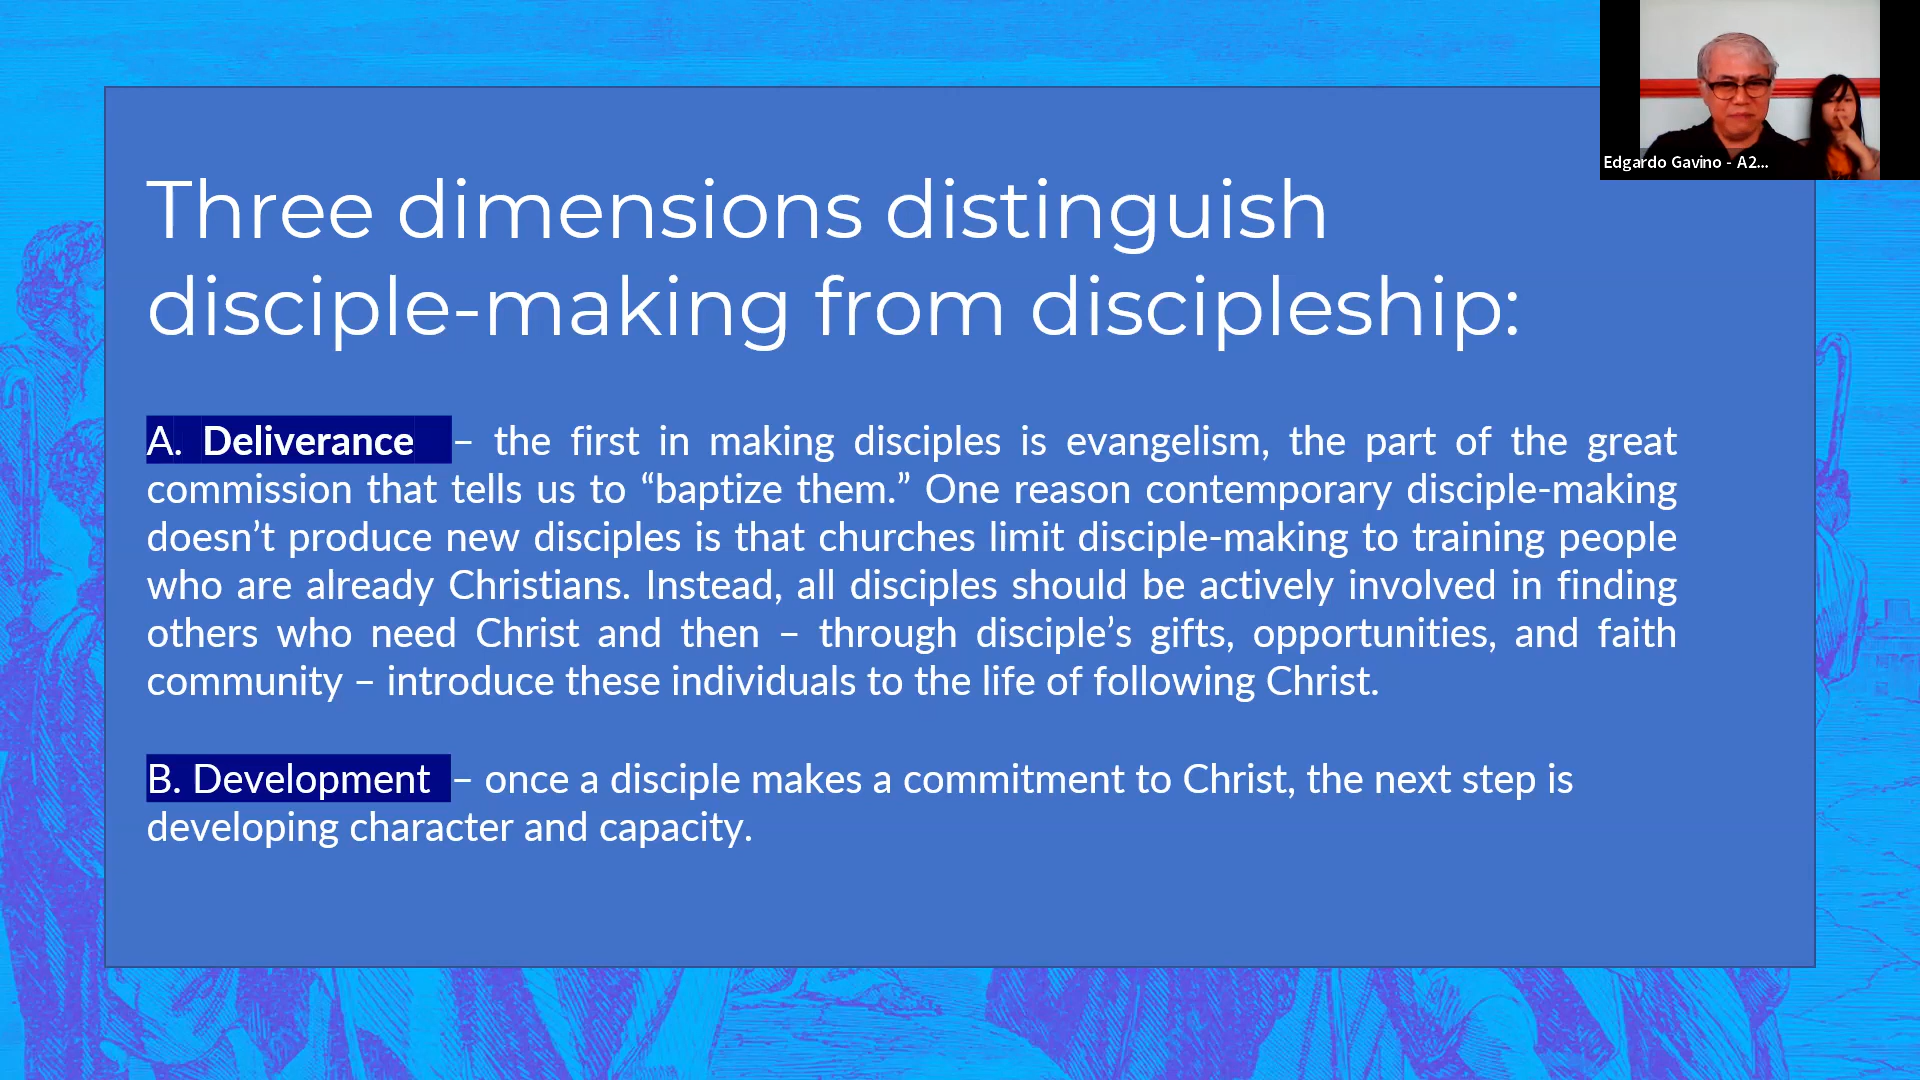 Three dimensions distinguish
disciple-making from discipleship:
A. Deliverance – the first in making disciples is evangelism, the part of the great
commission that tells us to “baptize them.” One reason contemporary disciple-making
doesn’t produce new disciples is that churches limit disciple-making to training people
who are already Christians. Instead, all disciples should be actively involved in finding
others who need Christ and then – through disciple’s gifts, opportunities, and faith
community – introduce these individuals to the life of following Christ.
B. Development – once a disciple makes a commitment to Christ, the next step is
developing character and capacity.
Edgardo Gavino - A2...